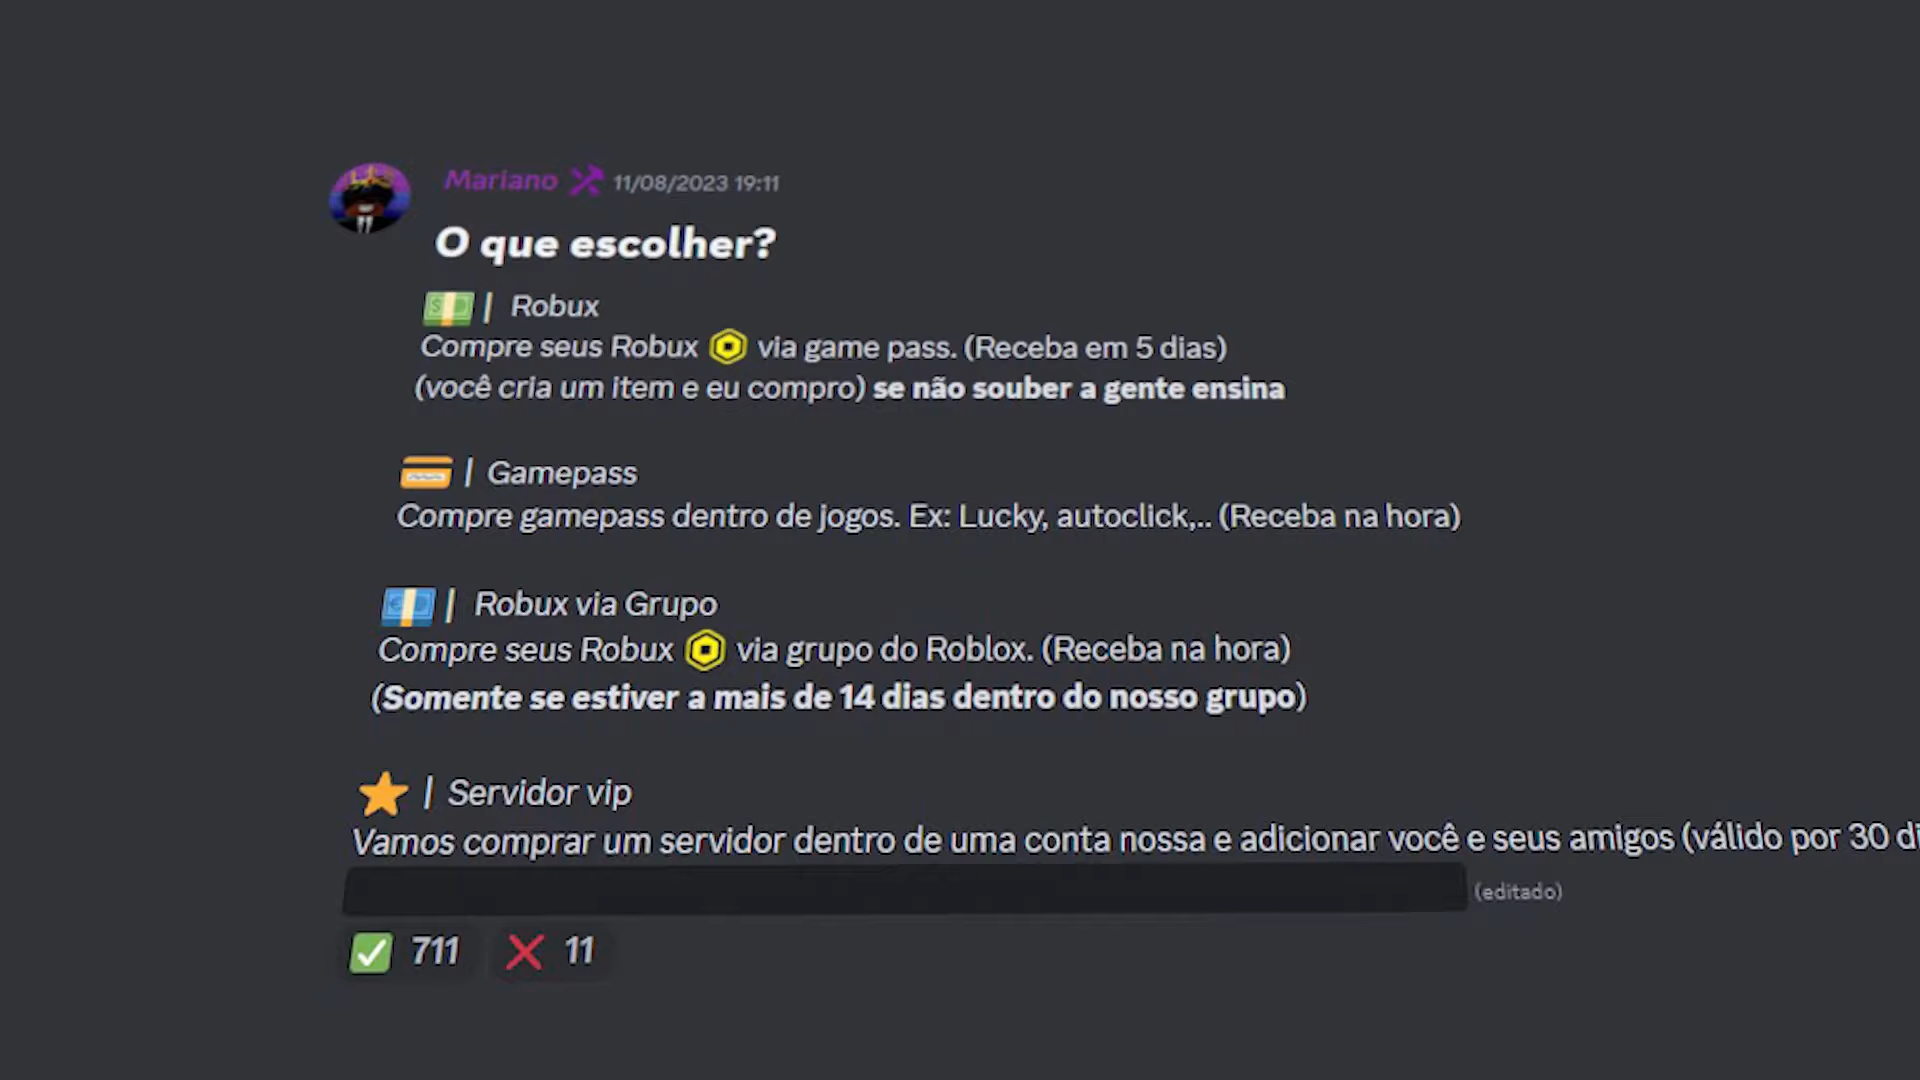 Mariano 11/08/2023 19:11
O que escolher?
| Robux
Compre seus Robux via game pass. (Receba em 5 dias)
(você cria um item e eu compro) se não souber a gente ensina
| Gamepass
Compre gamepass dentro de jogos. Ex: Lucky, autoclick,.. (Receba na hora)
| Robux via Grupo
Compre seus Robux via grupo do Roblox. (Receba na hora)
(Somente se estiver a mais de 14 dias dentro do nosso grupo)
| Servidor vip
Vamos comprar um servidor dentro de uma conta nossa e adicionar você e seus amigos (válido por 30 di
(editado)
711 11